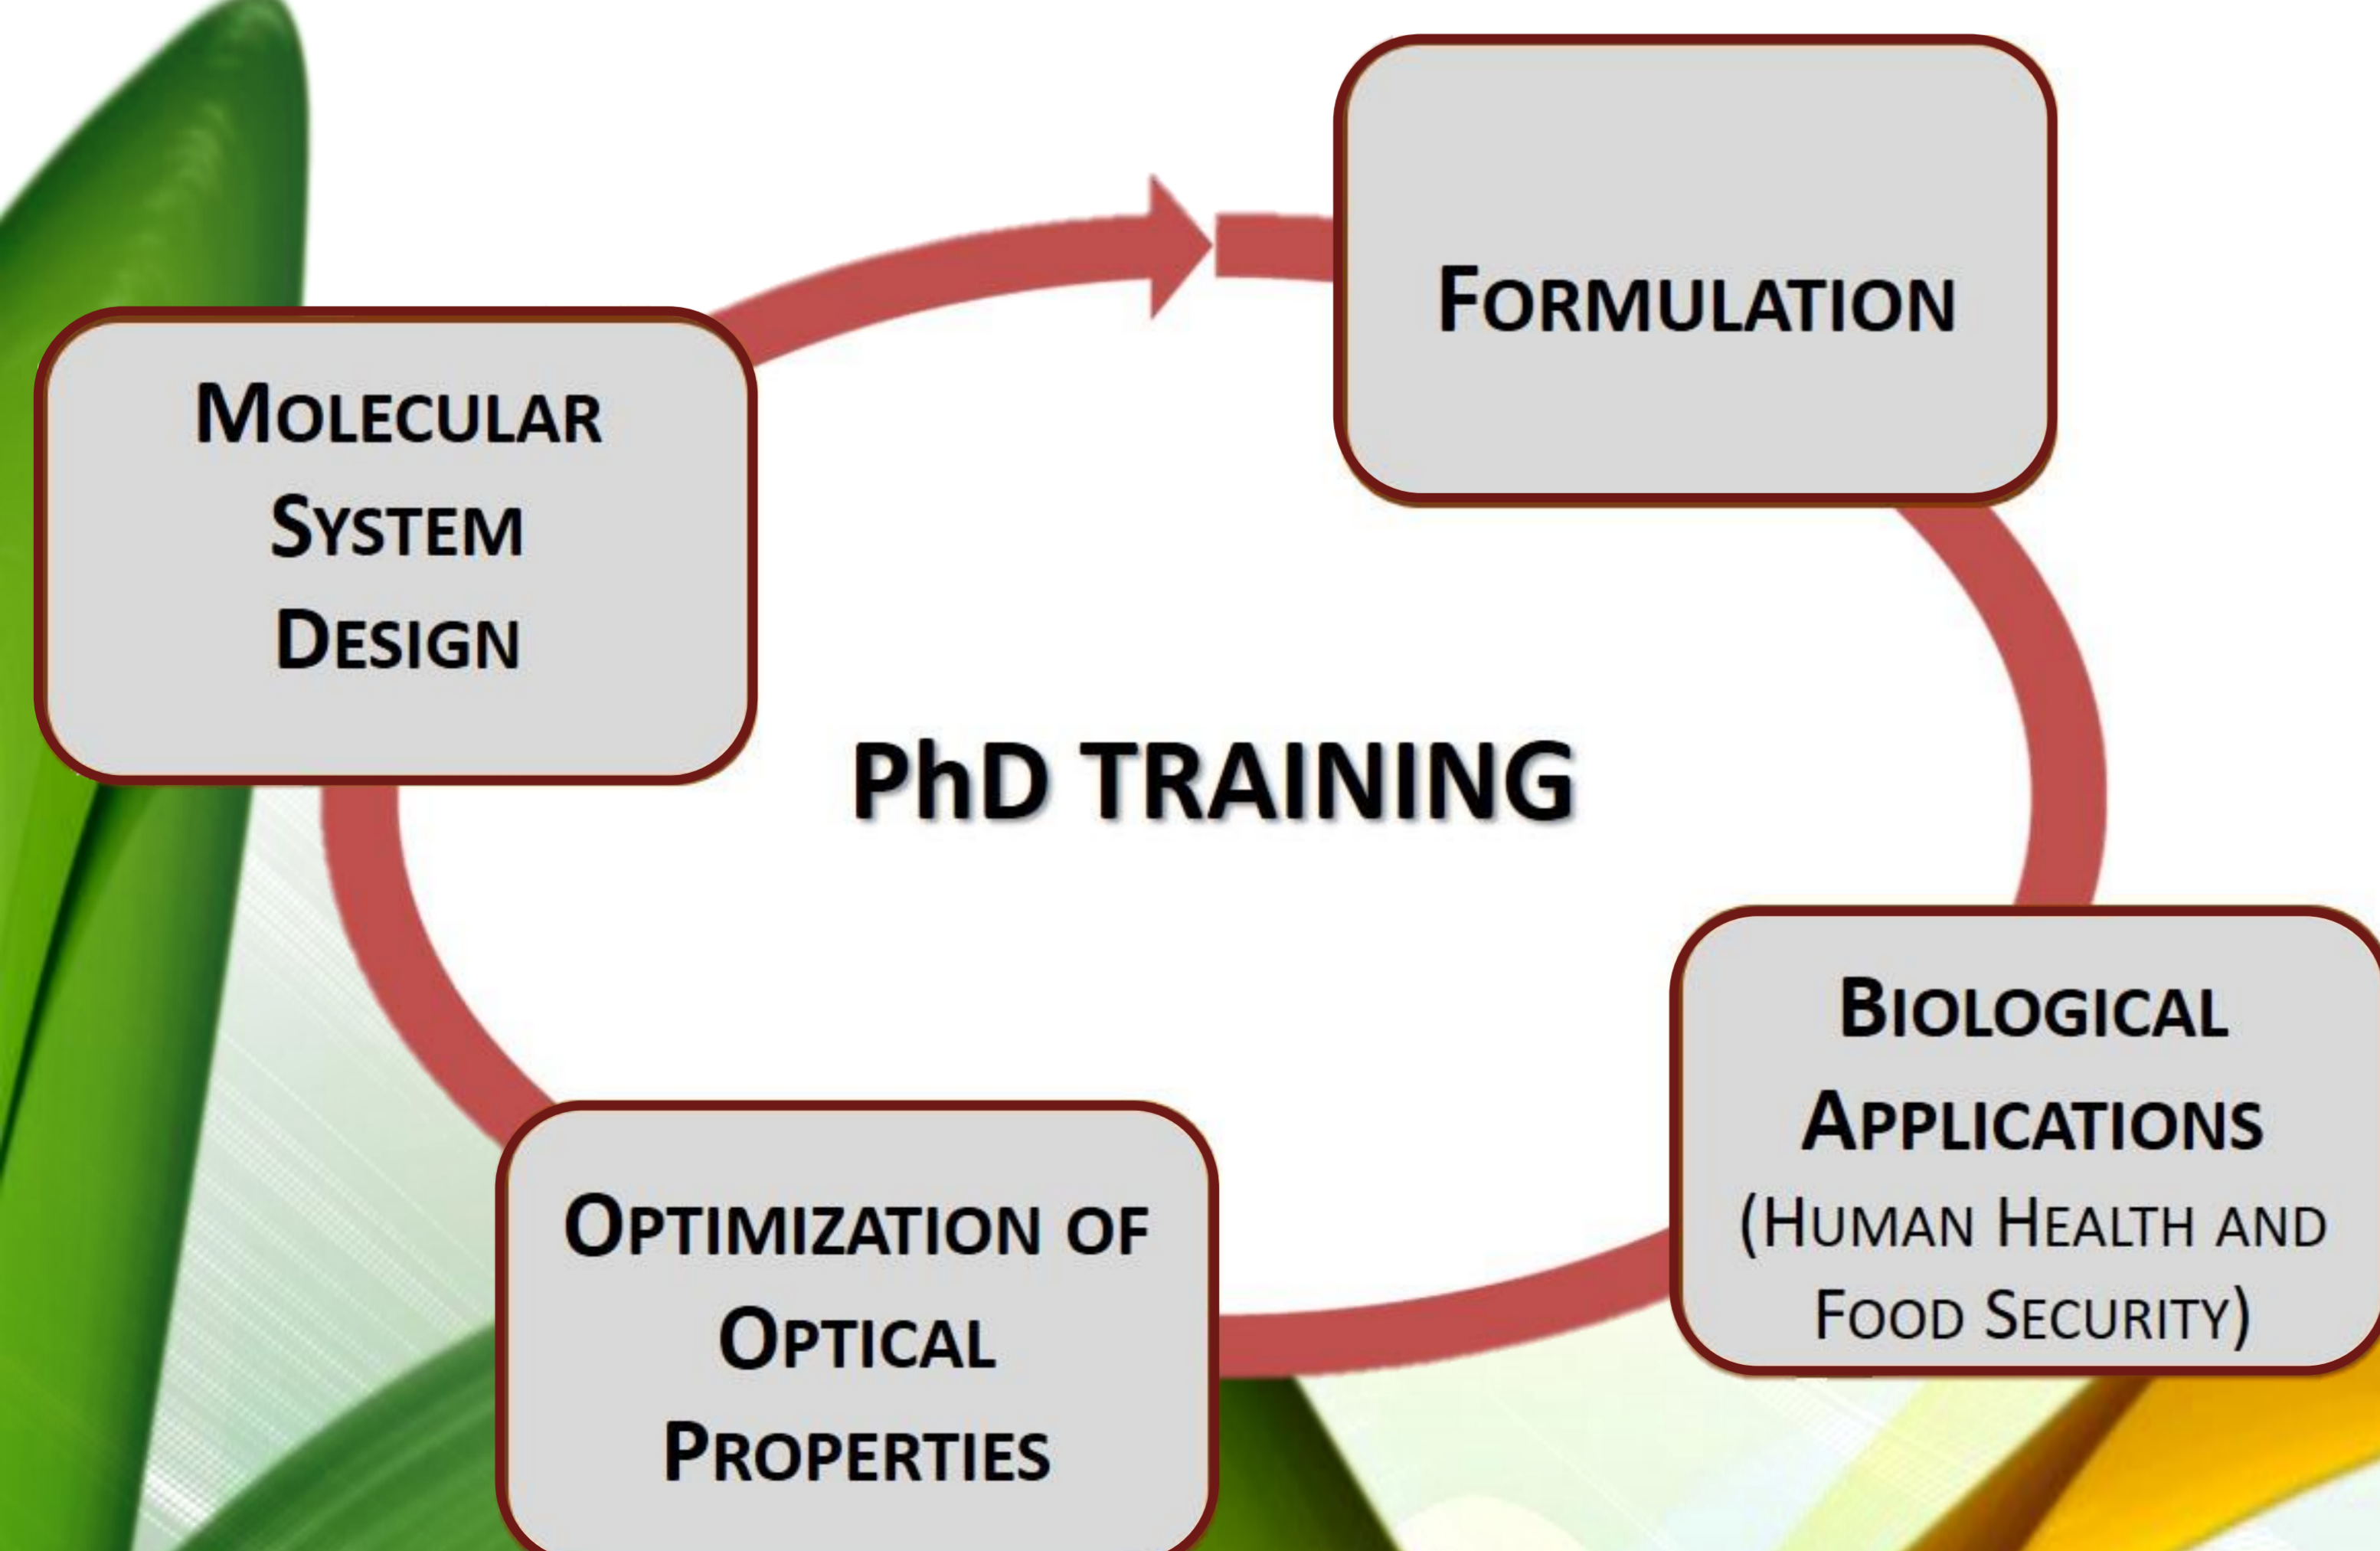 FORMULATION
MOLECULAR
SYSTEM
DESIGN
PhD TRAINING
BIOLOGICAL
APPLICATIONS
(HUMAN HEALTH AND
FOOD SECURITY)
OPTIMIZATION OF
OPTICAL
PROPERTIES